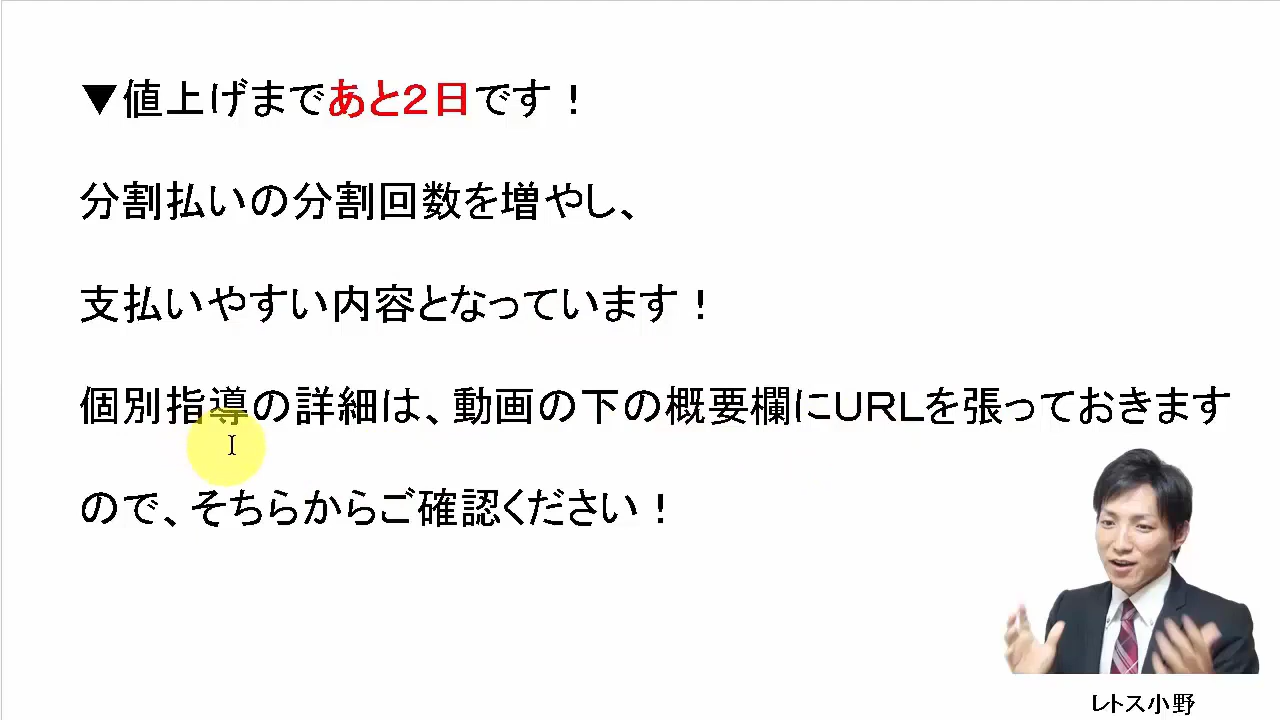 ▼値上げまであと２日です！
分割払いの分割回数を増やし、
支払いやすい内容となっています！
個別指導の詳細は、動画の下の概要欄にＵＲＬを張っておきます
ので、そちらからご確認ください！
レトス小野